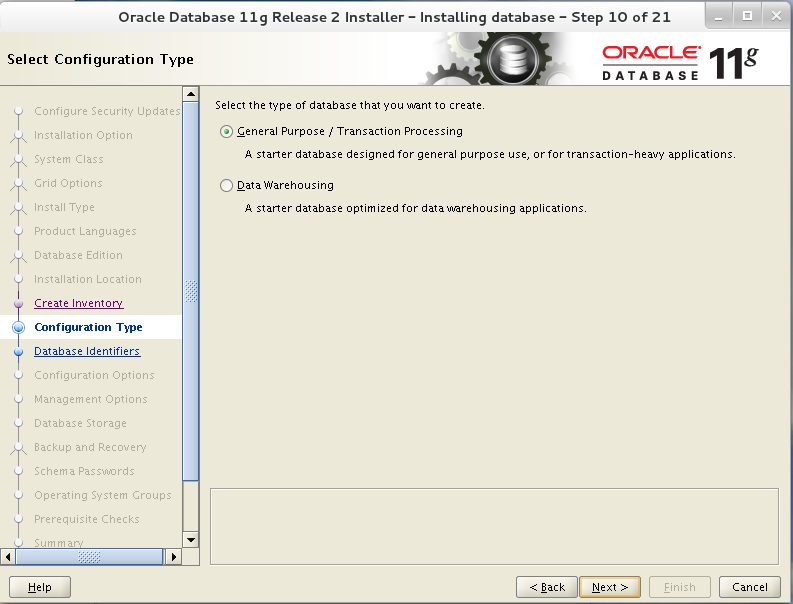 Oracle Database 11g Release 2 Installer - Installing database - Step 10 of 21
Select Configuration Type
ORACLE
DATABASE 11g
Configure Security Updates
Installation Option
System Class
Grid Options
Install Type
Product Languages
Database Edition
Installation Location
Create Inventory
Configuration Type
Database Identifiers
Configuration Options
Management Options
Database Storage
Backup and Recovery
Schema Passwords
Operating System Groups
Prerequisite Checks
Summary
Select the type of database that you want to create.
General Purpose / Transaction Processing
A starter database designed for general purpose use, or for transaction-heavy applications.
Data Warehousing
A starter database optimized for data warehousing applications.
Help
< Back
Next >
Finish
Cancel